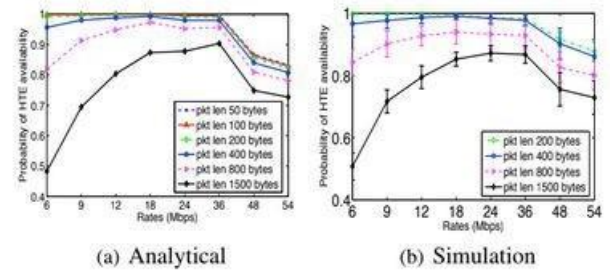 Probability of HTE availability
1
0.9
0.8
0.7
0.6
0.5
0.4
pkt len 50 bytes
pkt len 100 bytes
pkt len 200 bytes
pkt len 400 bytes
pkt len 800 bytes
pkt len 1500 bytes
6 9 12 18 24 36 48 54
Rates (Mbps)
(a) Analytical
Probability of HTE availability
1
0.8
0.6
0.4
pkt len 200 bytes
pkt len 400 bytes
pkt len 800 bytes
pkt len 1500 bytes
6 9 12 18 24 36 48 54
Rates (Mbps)
(b) Simulation